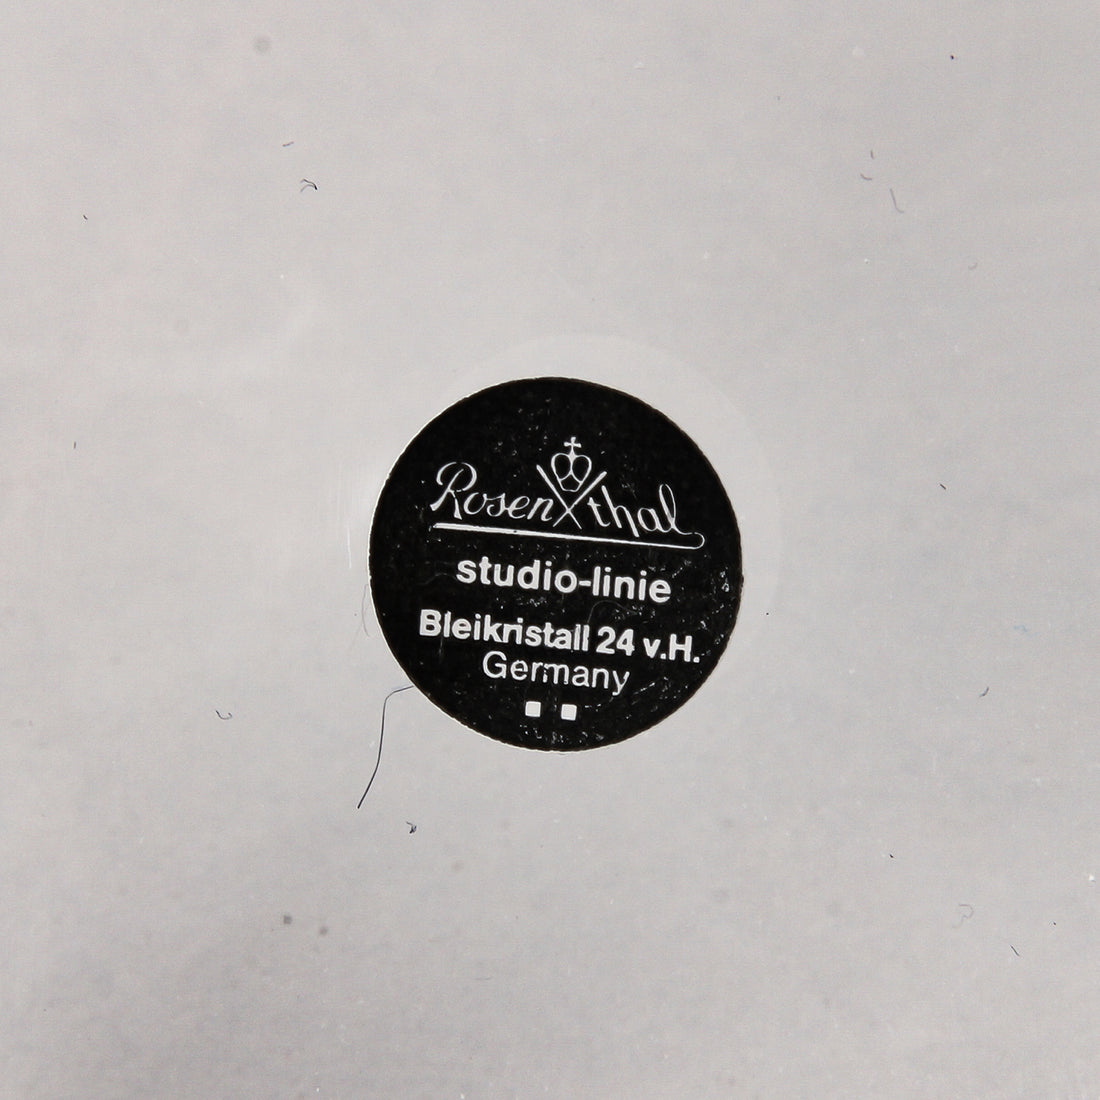 Rosenthal
studio-linie
Bleikristall 24 v.H.
Germany